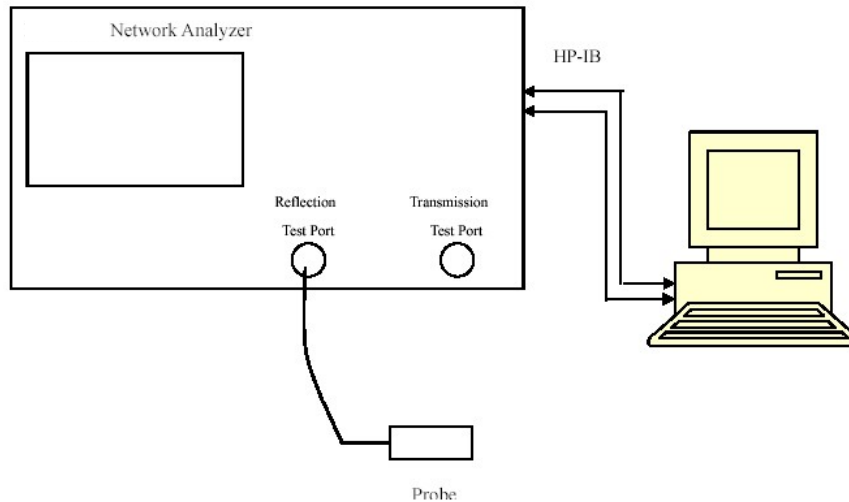 Network Analyzer
HP-IB
Reflection
Test Port
Transmission
Test Port
Probe